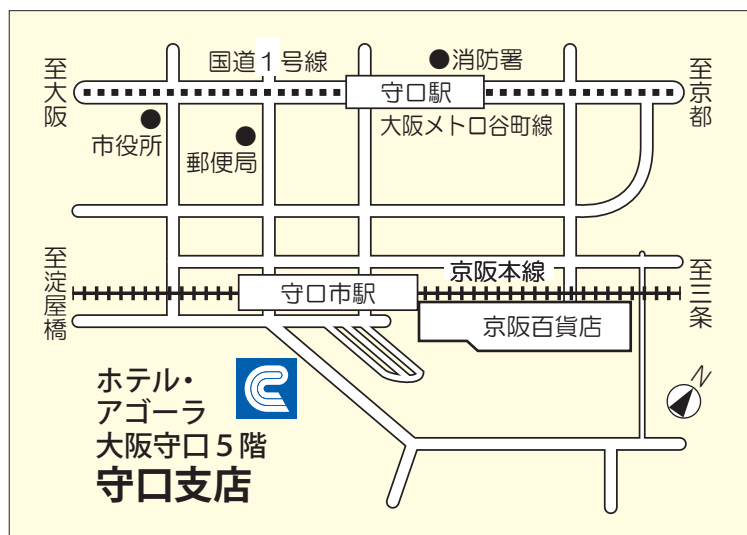 国道1号線
消防署
至大阪
守口駅
至京都
市役所
郵便局
大阪メトロ谷町線
至淀屋橋
京阪本線
至三条
守口市駅
京阪百貨店
N
ホテル・
アゴーラ
大阪守口5階
守口支店